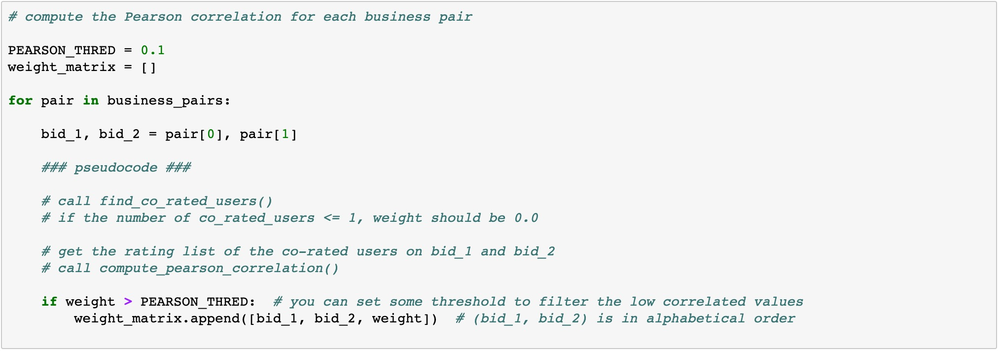 # compute the Pearson correlation for each business pair
PEARSON_THRED = 0.1
weight_matrix = []
for pair in business_pairs:
    bid_1, bid_2 = pair[0], pair[1]
    ### pseudocode ###
    # call find_co_rated_users()
    # if the number of co_rated_users <= 1, weight should be 0.0
    # get the rating list of the co-rated users on bid_1 and bid_2
    # call compute_pearson_correlation()
    if weight > PEARSON_THRED:  # you can set some threshold to filter the low correlated values
        weight_matrix.append([bid_1, bid_2, weight])  # (bid_1, bid_2) is in alphabetical order